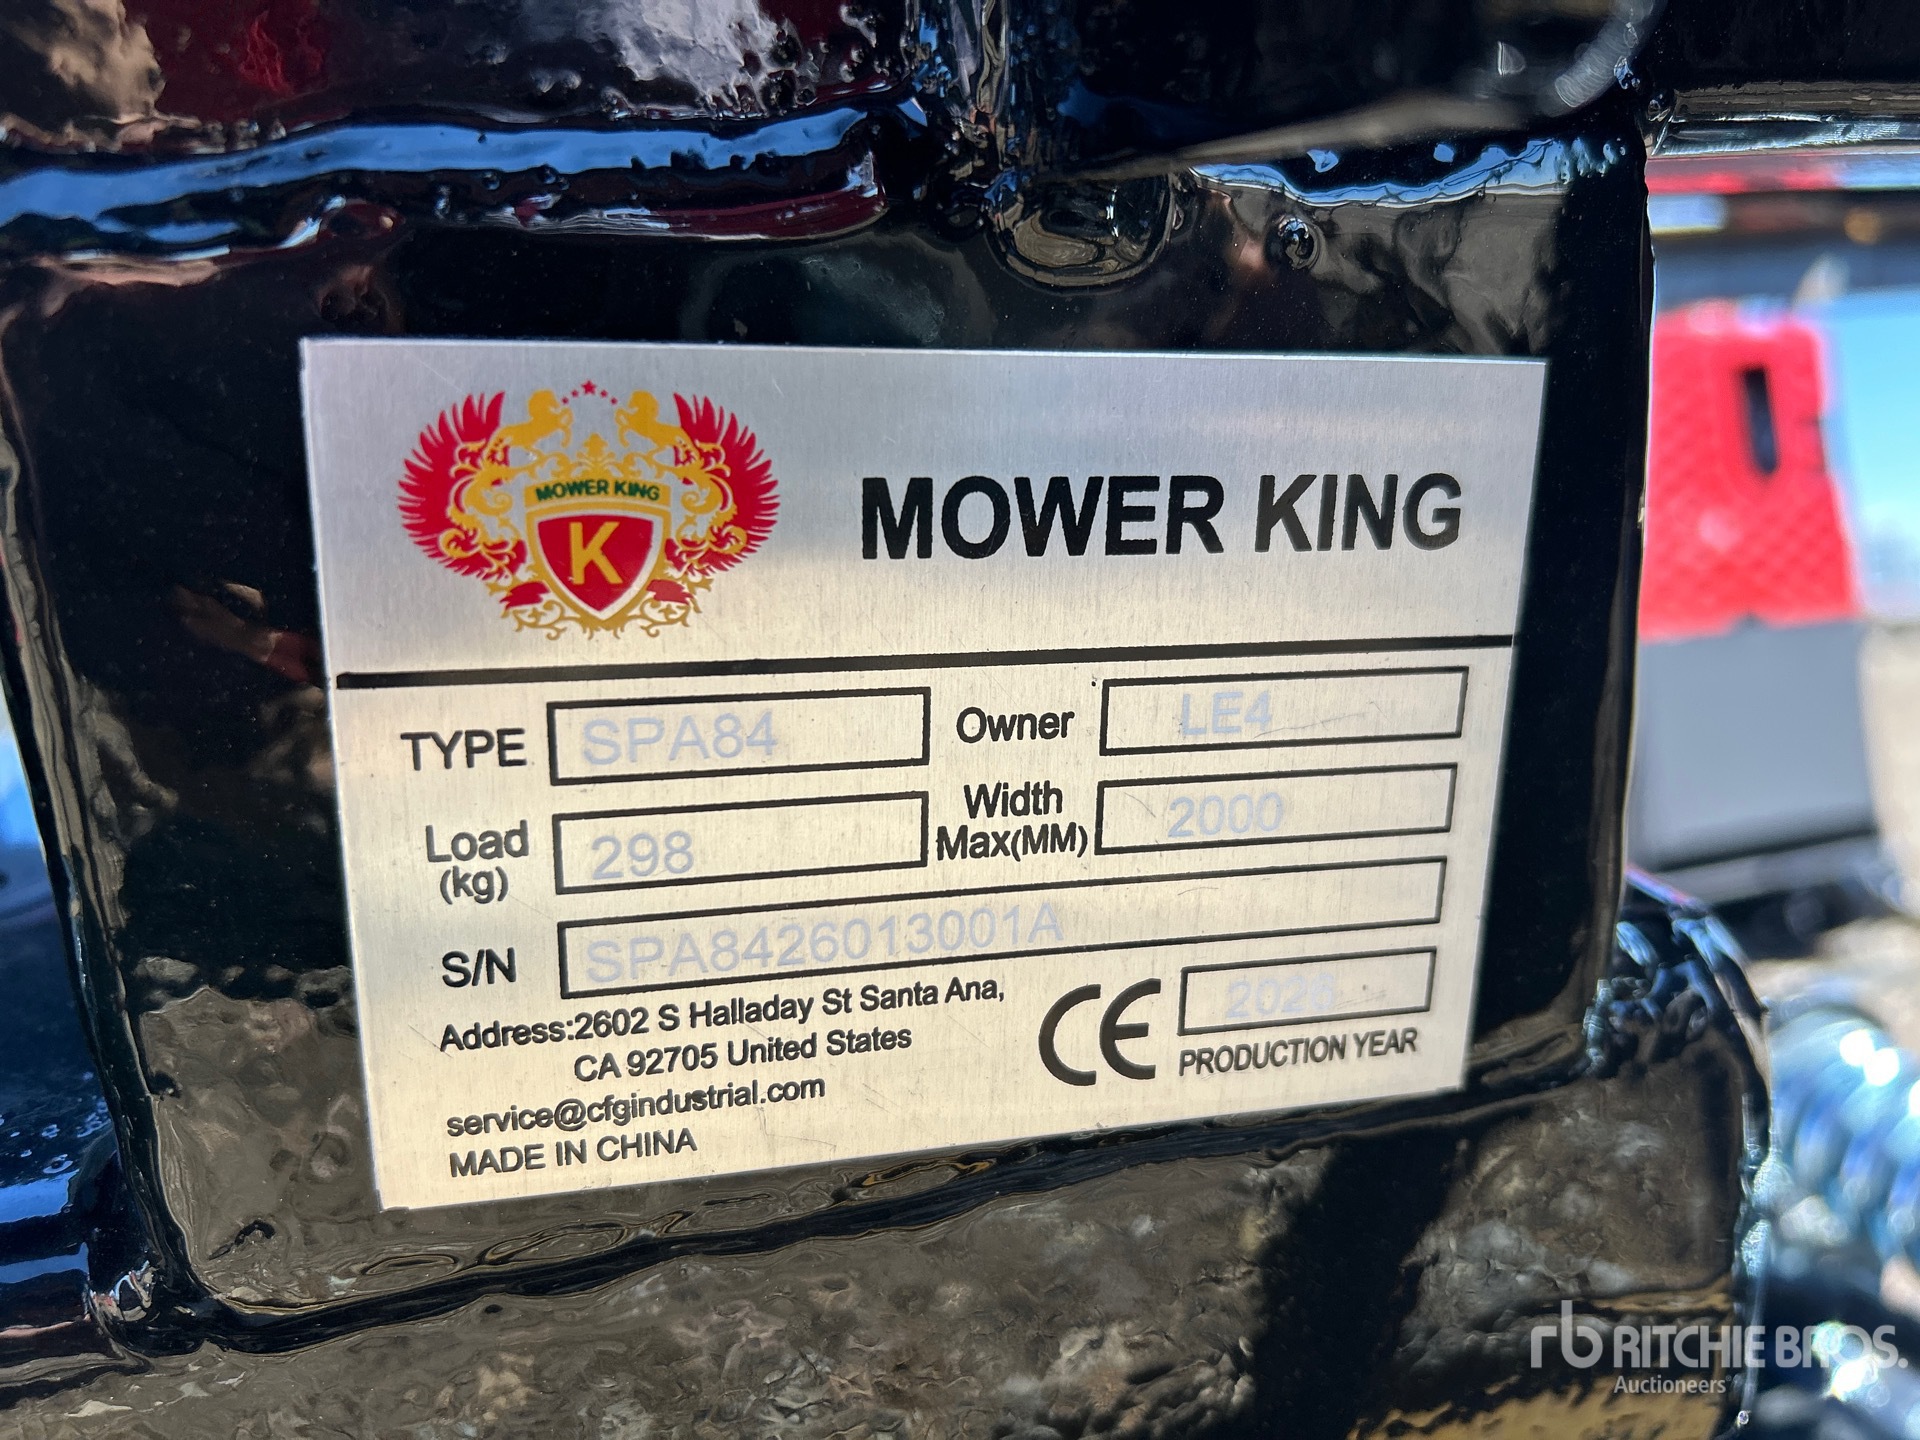 MOWER KING
K
MOWER KING
TYPE SPA84 Owner LE4
Load (kg) 298 Width Max(MM) 2000
S/N SPA8426013001A
Address:2602 S Halladay St Santa Ana,
CA 92705 United States
service@cfgindustrial.com
MADE IN CHINA
CE 2026
PRODUCTION YEAR
rb RITCHIE BROS.
Auctioneers